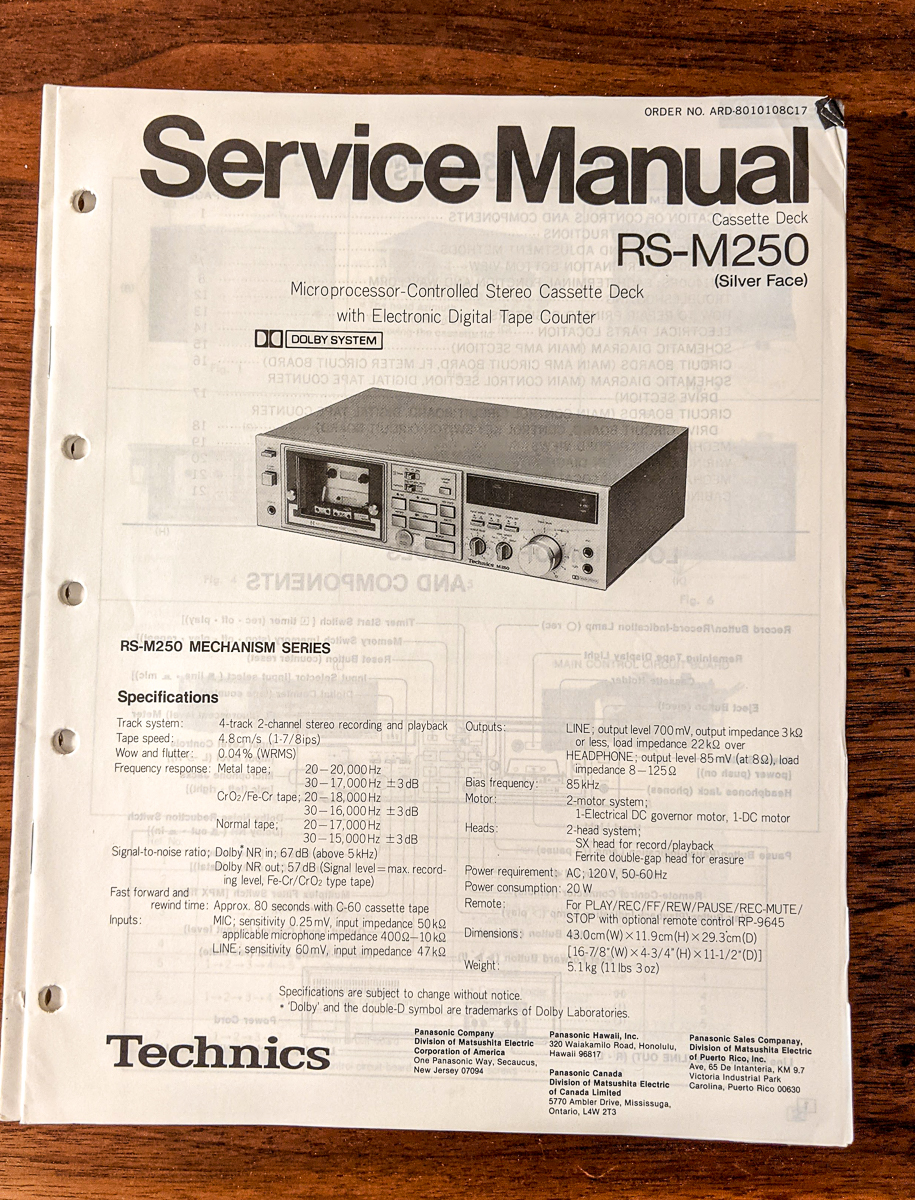 ORDER NO. ARD-8010108C17
Service Manual
Cassette Deck
RS-M250
(Silver Face)
Microprocessor-Controlled Stereo Cassette Deck
with Electronic Digital Tape Counter
DOLBY SYSTEM
Technics M250
RS-M250 MECHANISM SERIES
Specifications
Track system: 4-track 2-channel stereo recording and playback
Tape speed: 4.8cm/s (1-7/8ips)
Wow and flutter: 0.04% (WRMS)
Frequency response: Metal tape; 20–20,000Hz
30–17,000Hz ±3dB
CrO2/Fe-Cr tape; 20–18,000Hz
30–16,000Hz ±3dB
Normal tape; 20–17,000Hz
30–15,000Hz ±3dB
Signal-to-noise ratio; Dolby* NR in; 67dB (above 5kHz)
Dolby NR out; 57dB (Signal level=max. record-
ing level, Fe-Cr/CrO2 type tape)
Fast forward and
rewind time: Approx. 80 seconds with C-60 cassette tape
Inputs: MIC; sensitivity 0.25mV, input impedance 50kΩ
applicable microphone impedance 400Ω–10kΩ
LINE; sensitivity 60mV, input impedance 47kΩ
Outputs: LINE; output level 700mV, output impedance 3kΩ
or less, load impedance 22kΩ over
HEADPHONE; output level 85mV (at 8Ω), load
impedance 8–125Ω
Bias frequency: 85kHz
Motor: 2-motor system;
1-Electrical DC governor motor, 1-DC motor
Heads: 2-head system;
SX head for record/playback
Ferrite double-gap head for erasure
Power requirement: AC; 120V, 50-60Hz
Power consumption: 20W
Remote: For PLAY/REC/FF/REW/PAUSE/REC-MUTE/
STOP with optional remote control RP-9645
Dimensions: 43.0cm(W)×11.9cm(H)×29.3cm(D)
[16-7/8"(W)×4-3/4"(H)×11-1/2"(D)]
Weight: 5.1kg (11lbs 3oz)
Specifications are subject to change without notice.
* 'Dolby' and the double-D symbol are trademarks of Dolby Laboratories.
Technics
Panasonic Company
Division of Matsushita Electric
Corporation of America
One Panasonic Way, Secaucus,
New Jersey 07094
Panasonic Hawaii, Inc.
320 Waiakamilo Road, Honolulu,
Hawaii 96817
Panasonic Canada
Division of Matsushita Electric
of Canada Limited
5770 Ambler Drive, Mississuga,
Ontario, L4W 2T3
Panasonic Sales Companay,
Division of Matsushita Electric
of Puerto Rico, Inc.
Ave, 65 De Intanteria, KM 9.7
Victoria Industrial Park
Carolina, Puerto Rico 00630